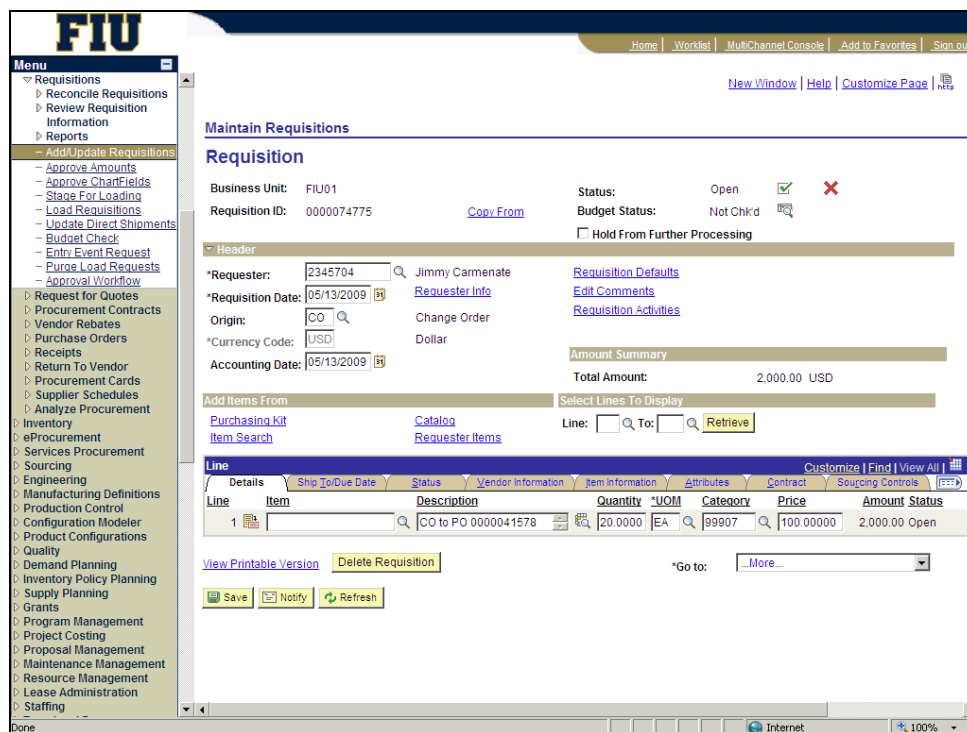 FIU
Home | Worklist | MultiChannel Console | Add to Favorites | Sign ou
Menu
Requisitions
Reconcile Requisitions
Review Requisition
Information
Reports
Add/Update Requisitions
Approve Amounts
Approve ChartFields
Stage For Loading
Load Requisitions
Update Direct Shipments
Budget Check
Entry Event Request
Purge Load Requests
Approval Workflow
Request for Quotes
Procurement Contracts
Vendor Rebates
Purchase Orders
Receipts
Return To Vendor
Procurement Cards
Supplier Schedules
Analyze Procurement
Inventory
eProcurement
Services Procurement
Sourcing
Engineering
Manufacturing Definitions
Production Control
Configuration Modeler
Product Configurations
Quality
Demand Planning
Inventory Policy Planning
Supply Planning
Grants
Program Management
Project Costing
Proposal Management
Maintenance Management
Resource Management
Lease Administration
Staffing
New Window | Help | Customize Page | http
Maintain Requisitions
Requisition
Business Unit: FIU01 Status: Open
Requisition ID: 0000074775 Copy From Budget Status: Not Chk'd
Hold From Further Processing
Header
*Requester: 2345704 Jimmy Carmenate Requisition Defaults
*Requisition Date: 05/13/2009 31 Requester Info Edit Comments
Origin: CO Change Order Requisition Activities
*Currency Code: USD Dollar
Accounting Date: 05/13/2009 31 Amount Summary
Total Amount: 2,000.00 USD
Add Items From Select Lines To Display
Purchasing Kit Catalog Line: To: Retrieve
Item Search Requester Items
Line Customize | Find | View All |
Details Ship To/Due Date Status Vendor Information Item Information Attributes Contract Sourcing Controls
Line Item Description Quantity *UOM Category Price Amount Status
1 CO to PO 0000041578 20.0000 EA 99907 100.00000 2,000.00 Open
View Printable Version Delete Requisition *Go to: ...More...
Save Notify Refresh
Done Internet 100%